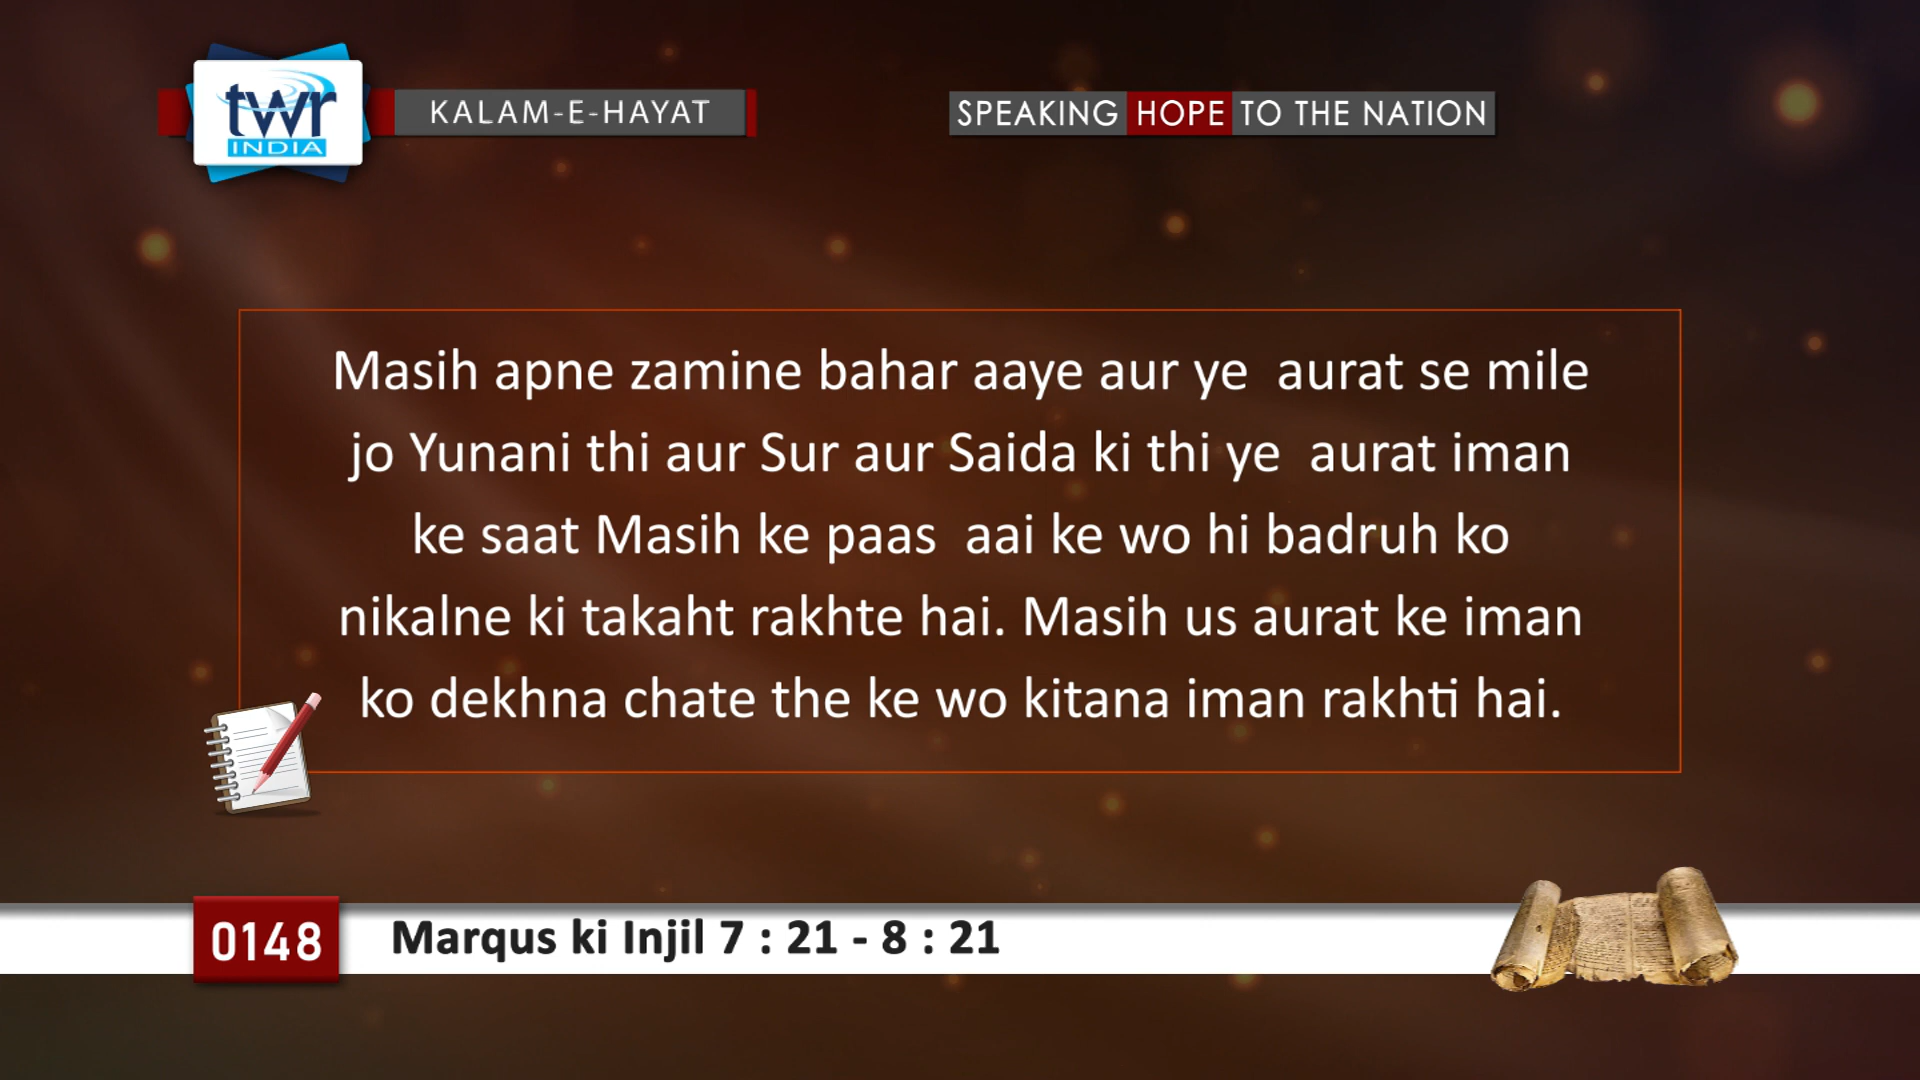 twr
INDIA
KALAM-E-HAYAT
SPEAKING HOPE TO THE NATION
Masih apne zamine bahar aaye aur ye aurat se mile
jo Yunani thi aur Sur aur Saida ki thi ye aurat iman
ke saat Masih ke paas aai ke wo hi badruh ko
nikalne ki takaht rakhte hai. Masih us aurat ke iman
ko dekhna chate the ke wo kitana iman rakhti hai.
0148
Marqus ki Injil 7 : 21 - 8 : 21